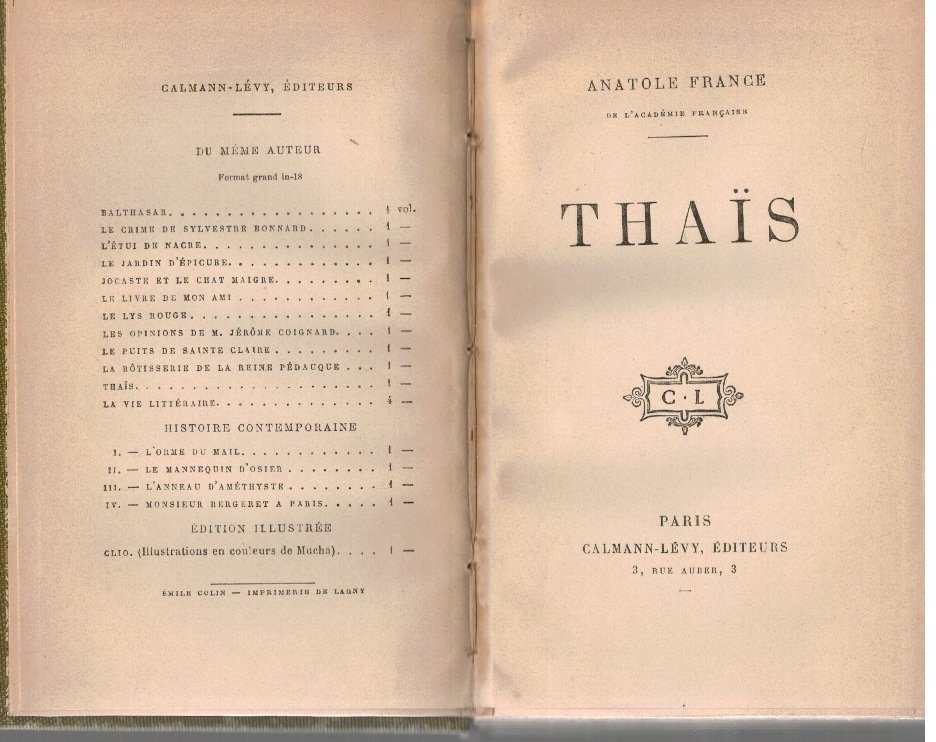 CALMANN-LÉVY, ÉDITEURS
DU MÊME AUTEUR
Format grand in-18
BALTHASAR. . . . . . . . . . . . . . . . . 1 vol.
LE CRIME DE SYLVESTRE BONNARD. . . . . . 1 —
L'ÉTUI DE NACRE. . . . . . . . . . . . . . 1 —
LE JARDIN D'ÉPICURE. . . . . . . . . . . . 1 —
JOCASTE ET LE CHAT MAIGRE. . . . . . . . . 1 —
LE LIVRE DE MON AMI . . . . . . . . . . . 1 —
LE LYS ROUGE. . . . . . . . . . . . . . . 1 —
LES OPINIONS DE M. JÉRÔME COIGNARD. . . . 1 —
LE PUITS DE SAINTE CLAIRE . . . . . . . . 1 —
LA RÔTISSERIE DE LA REINE PÉDAUQUE . . . 1 —
THAÏS. . . . . . . . . . . . . . . . . . . 1 —
LA VIE LITTÉRAIRE. . . . . . . . . . . . . 4 —
HISTOIRE CONTEMPORAINE
I. — L'ORME DU MAIL. . . . . . . . . . . . 1 —
II. — LE MANNEQUIN D'OSIER . . . . . . . . 1 —
III. — L'ANNEAU D'AMÉTHYSTE . . . . . . . . 1 —
IV. — MONSIEUR BERGERET A PARIS. . . . . 1 —
ÉDITION ILLUSTRÉE
CLIO. (Illustrations en couleurs de Mucha). . . . 1 —
ÉMILE COLIN — IMPRIMERIE DE LAGNY
ANATOLE FRANCE
DE L'ACADÉMIE FRANÇAISE
THAÏS
C · L
PARIS
CALMANN-LÉVY, ÉDITEURS
3, RUE AUBER, 3